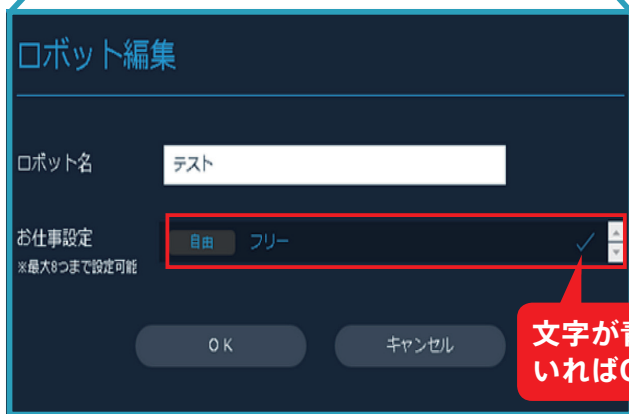 ロボット編集
ロボット名
テスト
お仕事設定
※最大8つまで設定可能
自由
フリー
OK
キャンセル
文字が
いれば